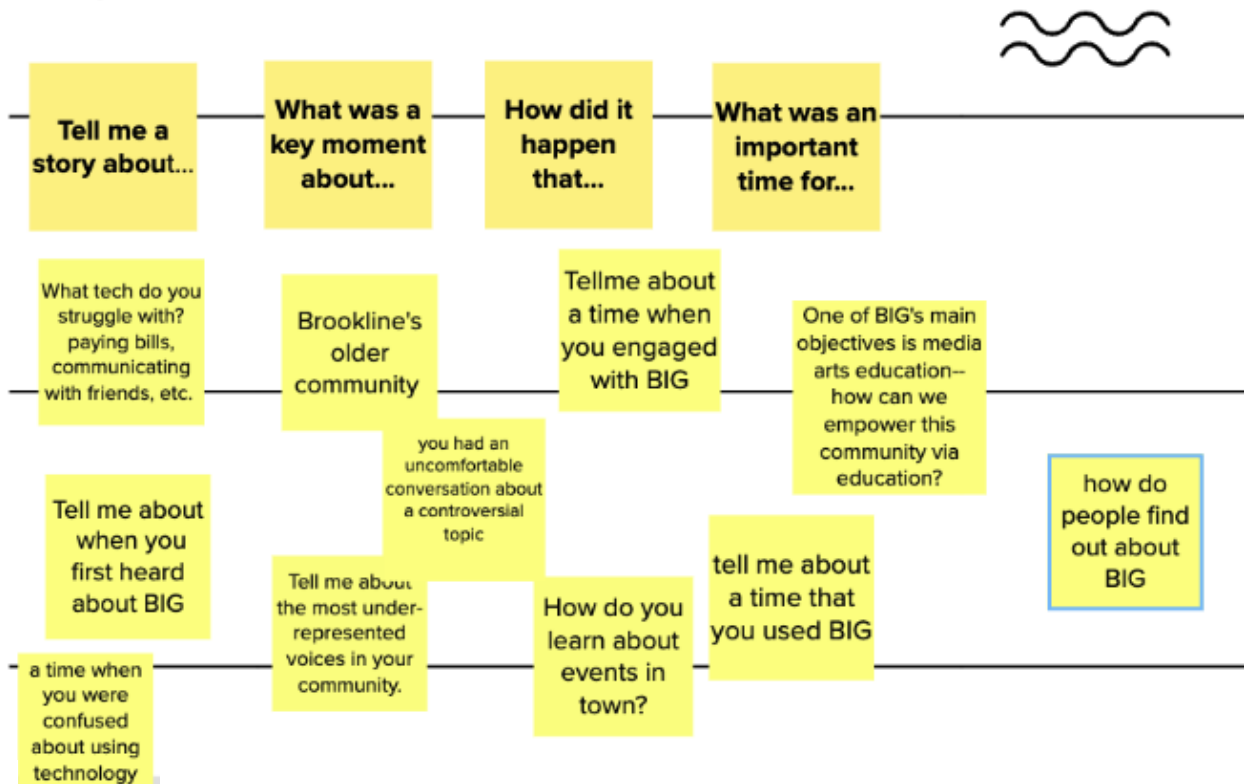 Tell me a
story about...
What was a
key moment
about...
How did it
happen
that...
What was an
important
time for...
What tech do you
struggle with?
paying bills,
communicating
with friends, etc.
Brookline's
older
community
Tellme about
a time when
you engaged
with BIG
One of BIG's main
objectives is media
arts education--
how can we
empower this
community via
education?
you had an
uncomfortable
conversation about
a controversial
topic
how do
people find
out about
BIG
Tell me about
when you
first heard
about BIG
Tell me about
the most under-
represented
voices in your
community.
How do you
learn about
events in
town?
tell me about
a time that
you used BIG
a time when
you were
confused
about using
technology